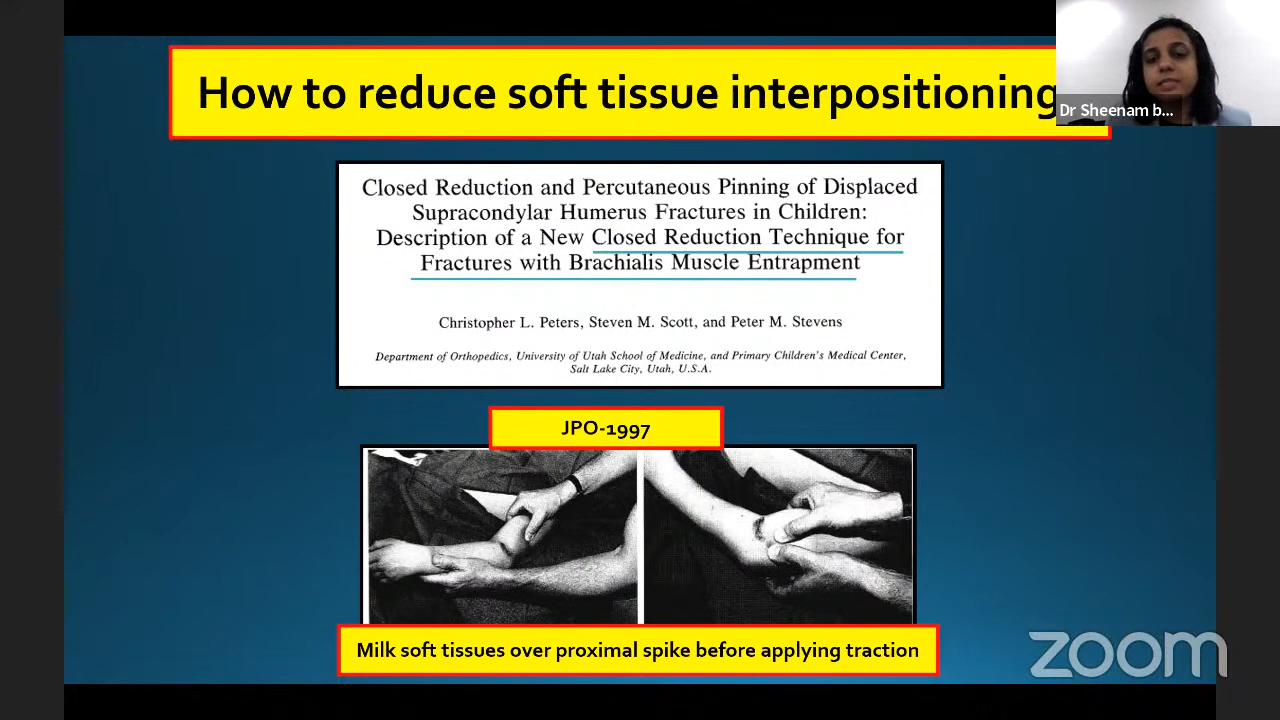 How to reduce soft tissue interpositioning
Dr Sheenam b...
Closed Reduction and Percutaneous Pinning of Displaced
Supracondylar Humerus Fractures in Children:
Description of a New Closed Reduction Technique for
Fractures with Brachialis Muscle Entrapment
Christopher L. Peters, Steven M. Scott, and Peter M. Stevens
Department of Orthopedics, University of Utah School of Medicine, and Primary Children's Medical Center,
Salt Lake City, Utah, U.S.A.
JPO-1997
Milk soft tissues over proximal spike before applying traction
zoom